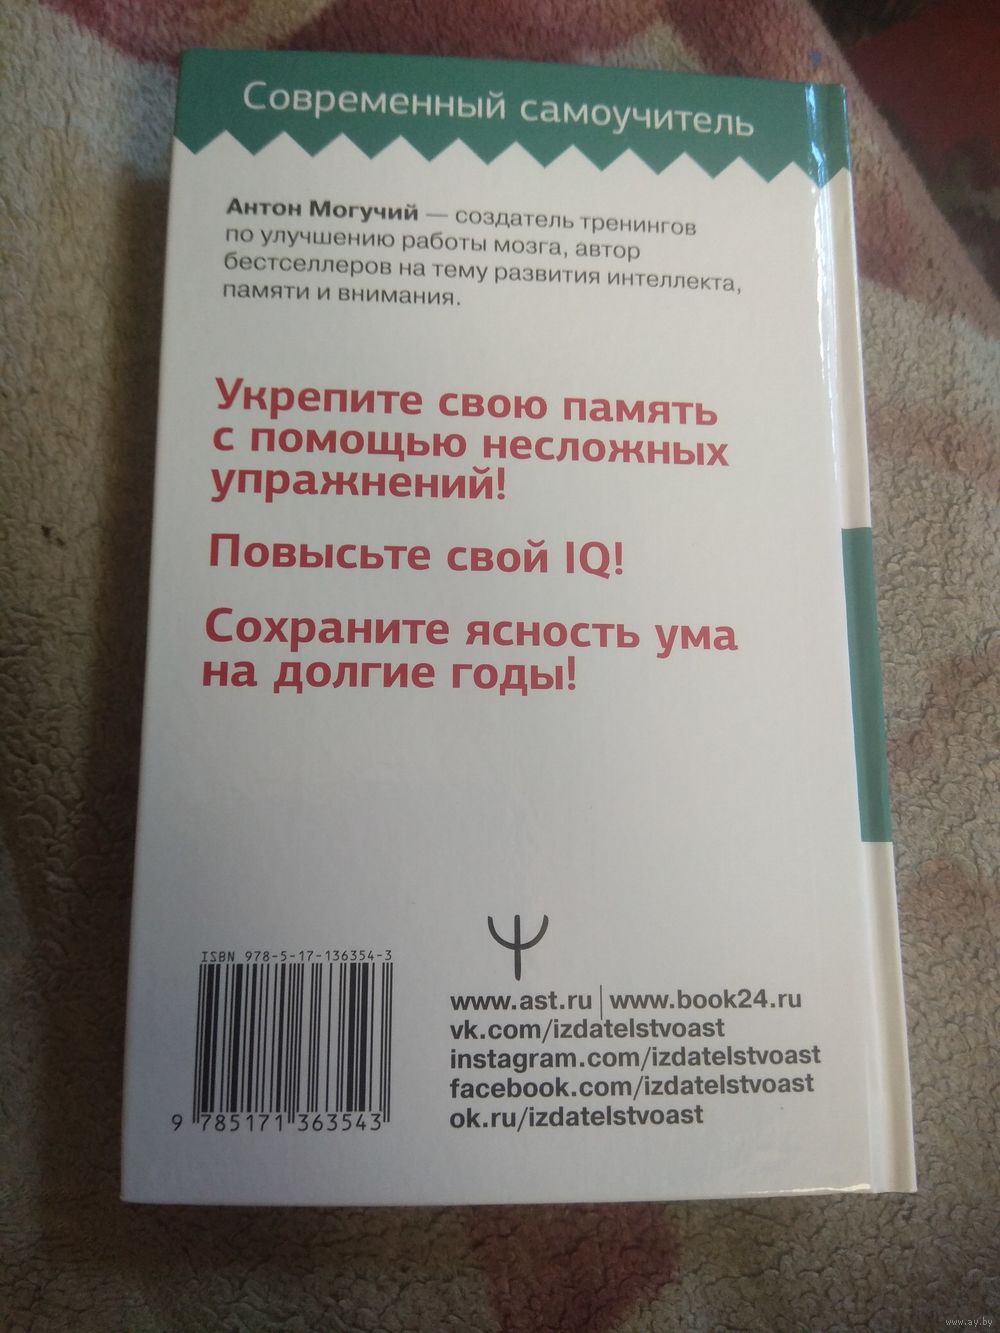 Современный самоучитель
Антон Могучий — создатель тренингов
по улучшению работы мозга, автор
бестселлеров на тему развития интеллекта,
памяти и внимания.
Укрепите свою память
с помощью несложных
упражнений!
Повысьте свой IQ!
Сохраните ясность ума
на долгие годы!
ISBN 978-5-17-136354-3
9 785171 363543
www.ast.ru | www.book24.ru
vk.com/izdatelstvoast
instagram.com/izdatelstvoast
facebook.com/izdatelstvoast
ok.ru/izdatelstvoast
www.ay.by